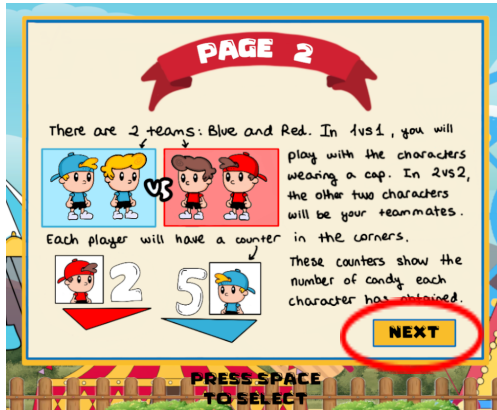 PAGE 2
There are 2 teams: Blue and Red. In 1vs1, you will
play with the characters
wearing a cap. In 2vs2,
the other two characters
will be your teammates.
VS
Each player will have a counter in the corners.
These counters show the
number of candy each
character has obtained.
2 5
NEXT
PRESS SPACE
TO SELECT